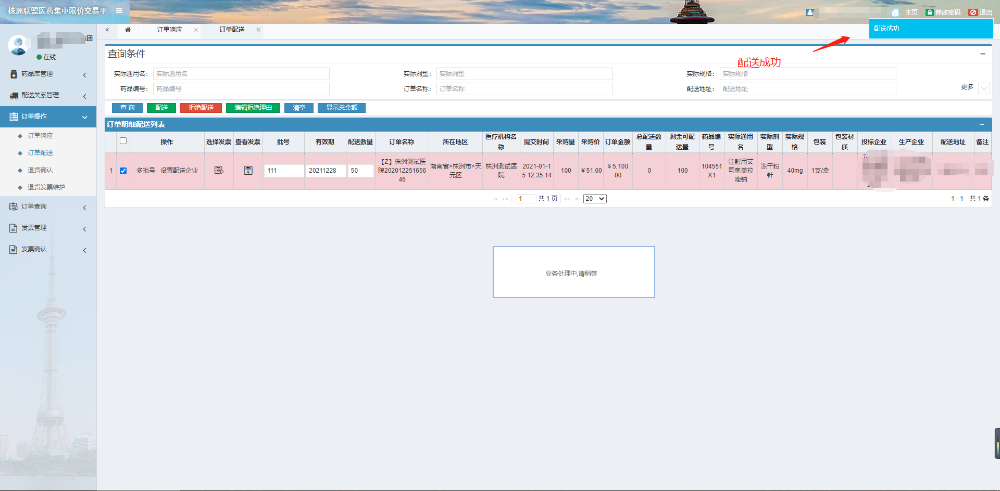 株洲联盟医药集中限价交易平
主页
修改密码
退出
配送成功
订单响应
订单配送
集团
在线
配送成功
查询条件
实际通用名: 实际通用名
实际剂型: 实际剂型
实际规格: 实际规格
药品编号: 药品编号
订单名称: 订单名称
配送地址: 配送地址
更多
查 询
配送
拒绝配送
编辑拒绝理由
清空
显示总金额
药品库管理
配送关系管理
订单操作
订单响应
订单配送
退货确认
退货发票维护
订单查询
发票管理
发票确认
订单明细配送列表
操作 选择发票 查看发票 批号 有效期 配送数量 订单名称 所在地区 医疗机构名称 提交时间 采购量 采购价 订单金额 总配送数量 剩余可配送量 药品编号 实际通用名 实际剂型 实际规格 包装 包装材质 投标企业 生产企业 配送地址 备注
1 多批号 设置配送企业 111 20211228 50 【Z】株洲测试医院20201225165646 湖南省>株洲市>天元区 株洲测试医院 2021-01-15 12:35:14 100 ￥51.00 ￥5,100.00 0 100 104551X1 注射用艾司奥美拉唑钠 冻干粉针 40mg 1支/盒
1 共 1 页 20
1 - 1 共 1 条
业务处理中,请稍等